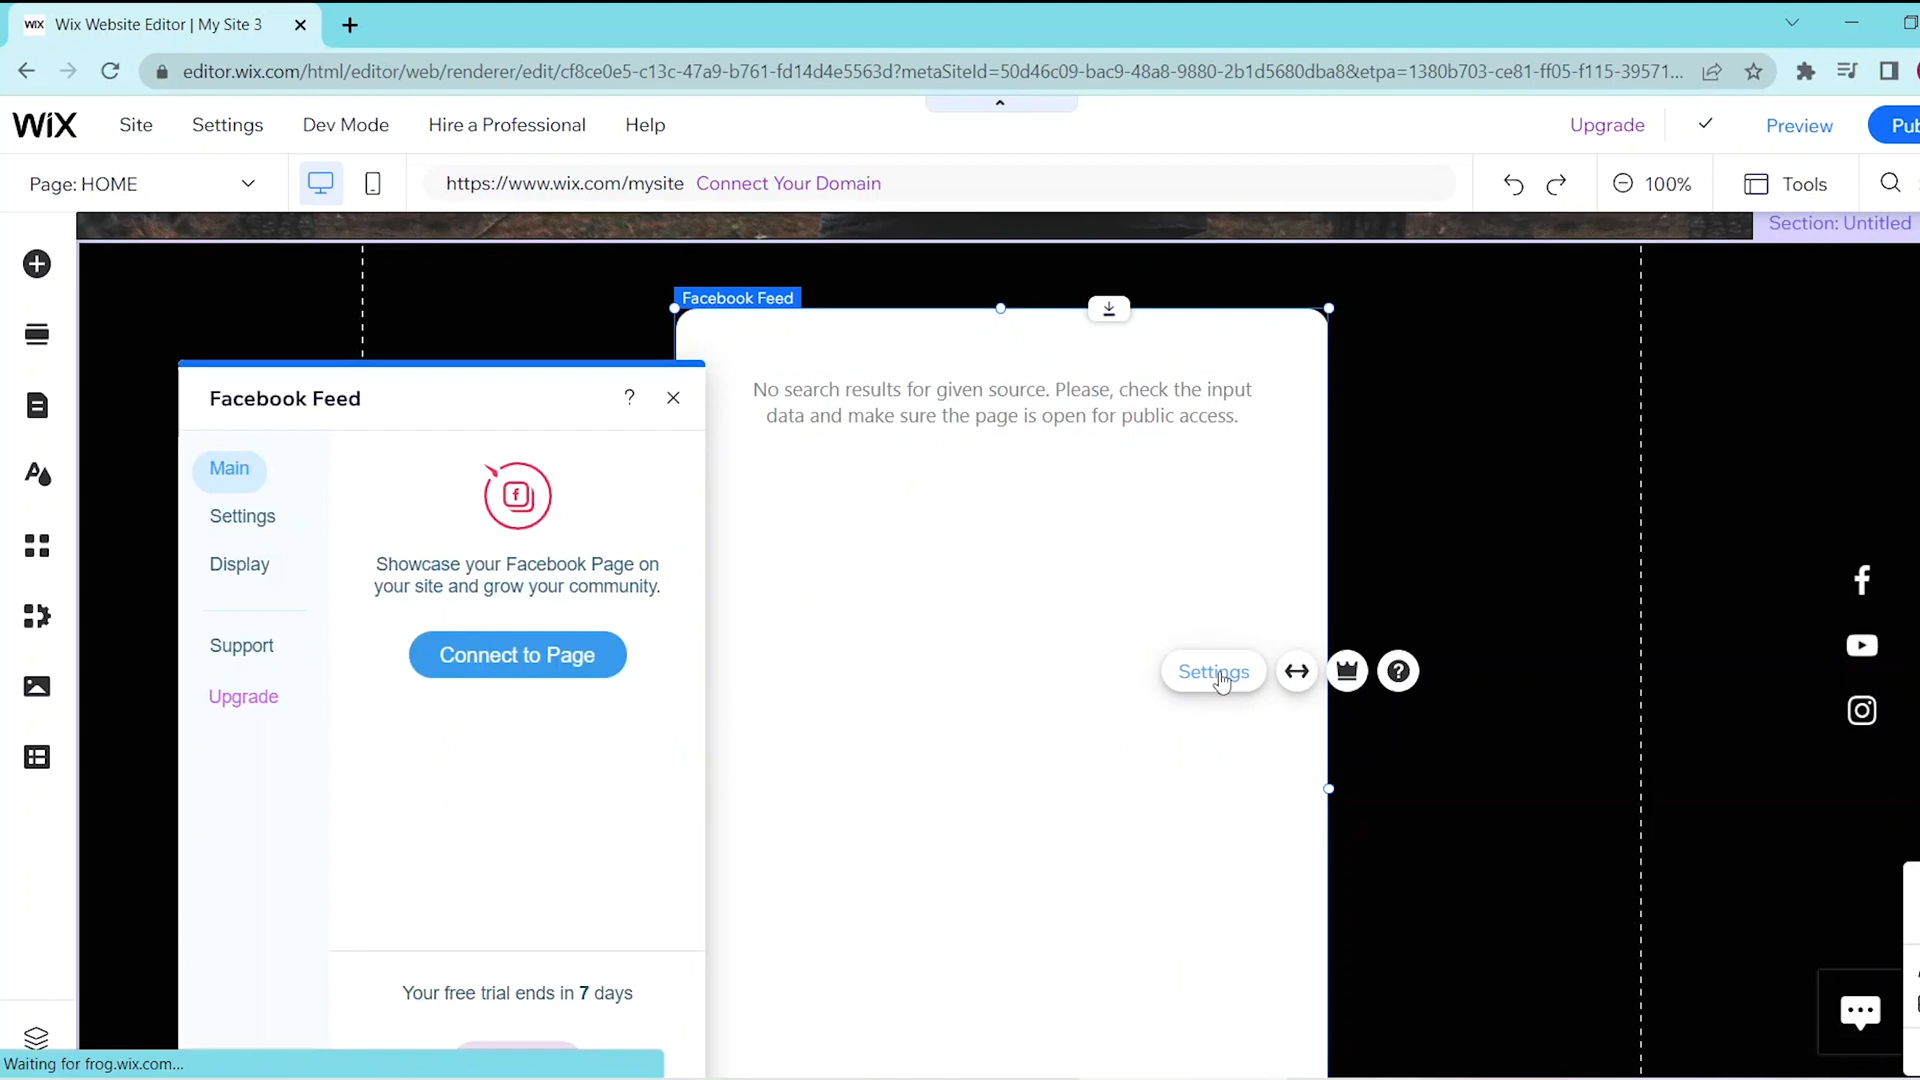 WiX Wix Website Editor | My Site 3
editor.wix.com/html/editor/web/renderer/edit/cf8ce0e5-c13c-47a9-b761-fd14d4e5563d?metaSiteId=50d46c09-bac9-48a8-9880-2b1d5680dba8&etpa=1380b703-ce81-ff05-f115-39571...
WiX Site Settings Dev Mode Hire a Professional Help Upgrade Preview Pub
Page: HOME https://www.wix.com/mysite Connect Your Domain 100% Tools
Section: Untitled
Facebook Feed
No search results for given source. Please, check the input
data and make sure the page is open for public access.
Facebook Feed ?
Main
Settings
Display
Support
Upgrade
Showcase your Facebook Page on
your site and grow your community.
Connect to Page
Settings ?
Your free trial ends in 7 days
Waiting for frog.wix.com...